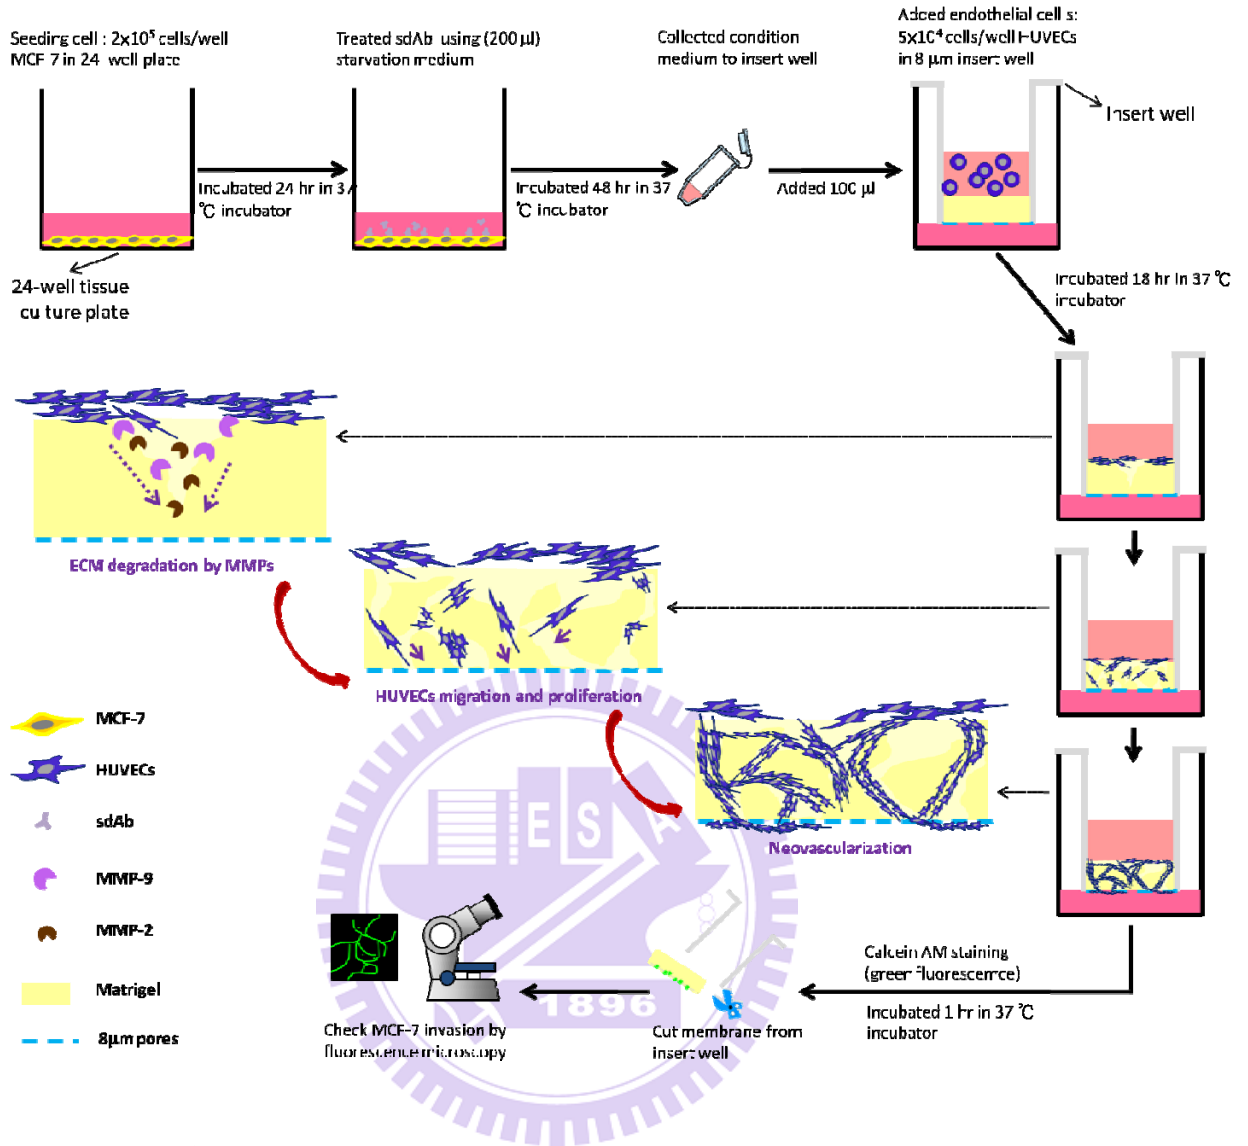 Seeding cell : 2x10⁵ cells/well
MCF-7 in 24-well plate
Treated sdAb using (200 µl)
starvation medium
Collected condition
medium to insert well
Added endothelial cells:
5x10⁴ cells/well HUVECs
in 8 µm insert well
Insert well
Incubated 24 hr in 37
℃ incubator
Incubated 48 hr in 37
℃ incubator
Added 100 µl
24-well tissue
culture plate
Incubated 18 hr in 37 ℃
incubator
ECM degradation by MMPs
HUVECs migration and proliferation
Neovascularization
MCF-7
HUVECs
sdAb
MMP-9
MMP-2
Matrigel
8µm pores
E S A
1896
Calcein AM staining
(green fluorescence)
Incubated 1 hr in 37 ℃
incubator
Cut membrane from
insert well
Check MCF-7 invasion by
fluorescence microscopy